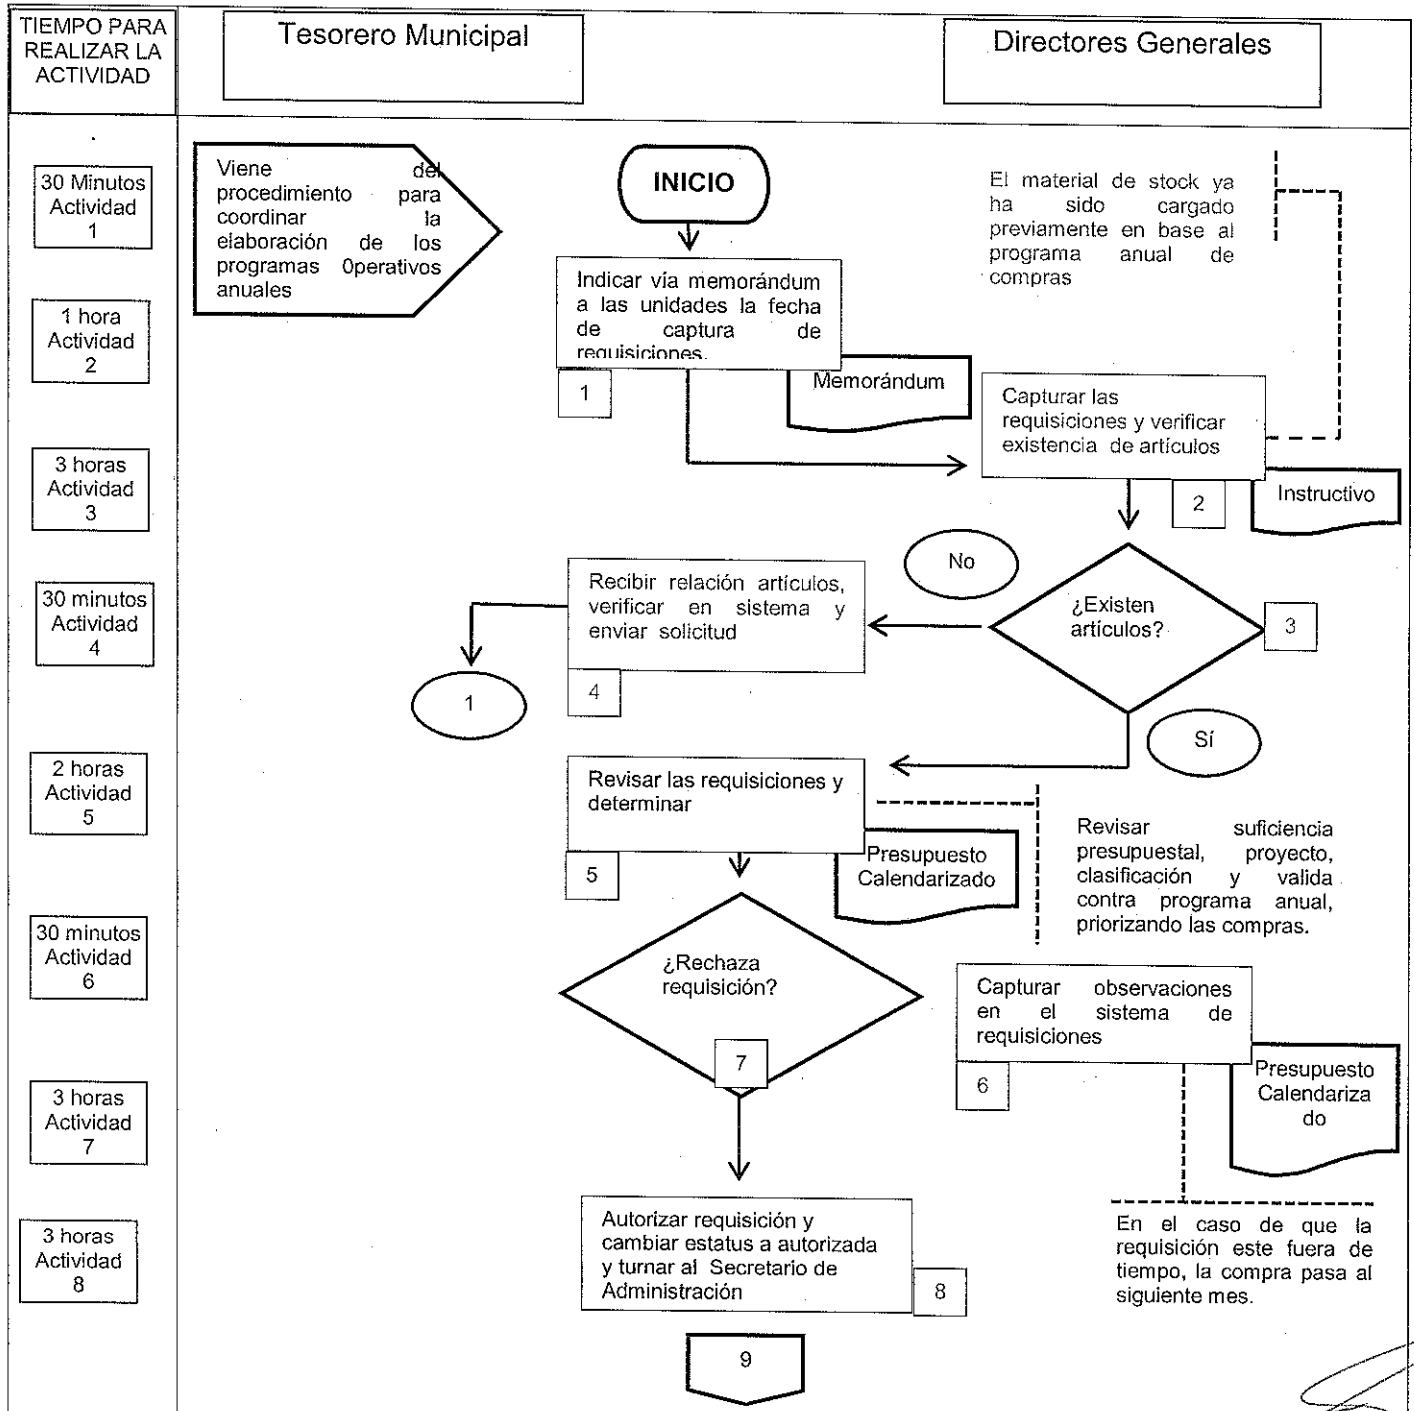 TIEMPO PARA
REALIZAR LA
ACTIVIDAD
Tesorero Municipal
Directores Generales
30 Minutos
Actividad
1
1 hora
Actividad
2
3 horas
Actividad
3
30 minutos
Actividad
4
2 horas
Actividad
5
30 minutos
Actividad
6
3 horas
Actividad
7
3 horas
Actividad
8
Viene del
procedimiento para
coordinar la
elaboración de los
programas 0perativos
anuales
INICIO
El material de stock ya
ha sido cargado
previamente en base al
programa anual de
compras
Indicar vía memorándum
a las unidades la fecha
de captura de
requisiciones.
1
Memorándum
Capturar las
requisiciones y verificar
existencia de artículos
2
Instructivo
No
¿Existen
artículos?
3
Recibir relación artículos,
verificar en sistema y
enviar solicitud
4
1
Sí
Revisar las requisiciones y
determinar
5
Presupuesto
Calendarizado
Revisar suficiencia
presupuestal, proyecto,
clasificación y valida
contra programa anual,
priorizando las compras.
¿Rechaza
requisición?
7
Capturar observaciones
en el sistema de
requisiciones
6
Presupuesto
Calendariza
do
Autorizar requisición y
cambiar estatus a autorizada
y turnar al Secretario de
Administración
8
En el caso de que la
requisición este fuera de
tiempo, la compra pasa al
siguiente mes.
9